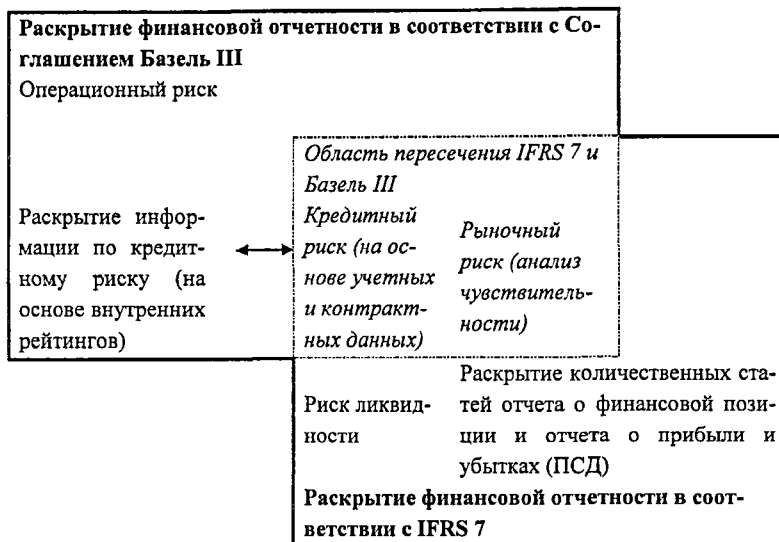 Раскрытие финансовой отчетности в соответствии с Со-
глашением Базель III
Операционный риск
Область пересечения IFRS 7 и
Базель III
Раскрытие инфор-
мации по кредит-
ному риску (на
основе внутренних
рейтингов)
Кредитный
риск (на ос-
нове учетных
и контракт-
ных данных)
Рыночный
риск (анализ
чувствитель-
ности)
Риск ликвид-
ности
Раскрытие количественных ста-
тей отчета о финансовой пози-
ции и отчета о прибыли и
убытках (ПСД)
Раскрытие финансовой отчетности в соот-
ветствии с IFRS 7